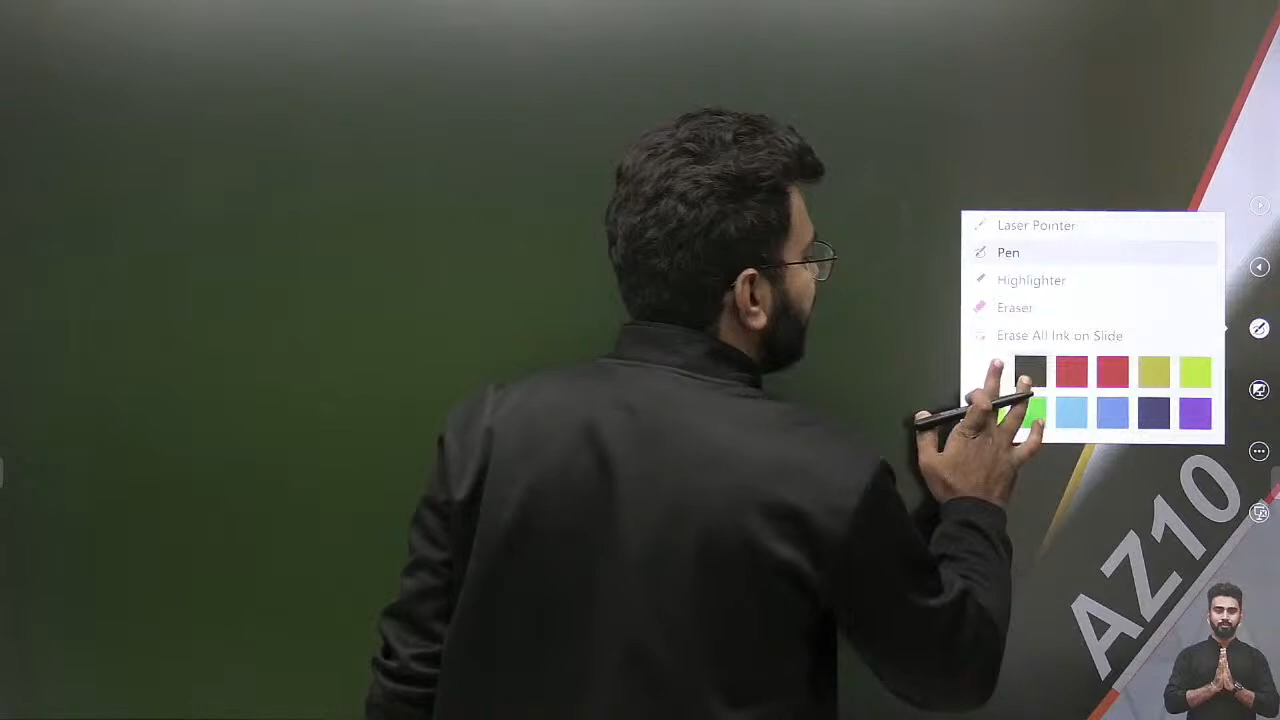 Laser Pointer
Pen
Highlighter
Eraser
Erase All Ink on Slide
AZ10